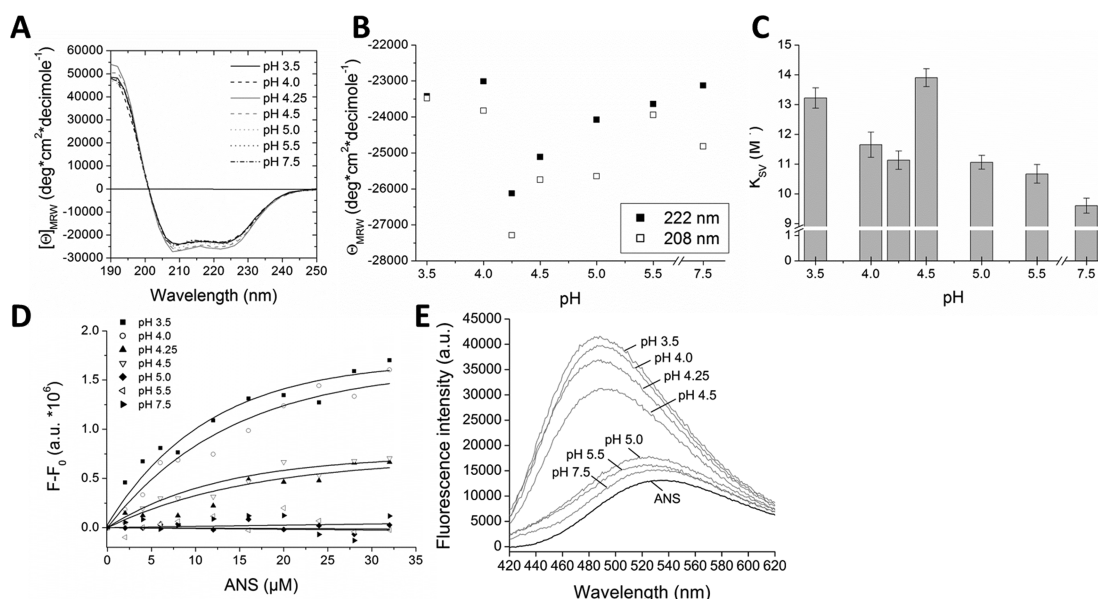 A
[Θ]MRW (deg*cm2*decimole-1)
60000
50000
40000
30000
20000
10000
0
-10000
-20000
-30000
190 200 210 220 230 240 250
Wavelength (nm)
pH 3.5
pH 4.0
pH 4.25
pH 4.5
pH 5.0
pH 5.5
pH 7.5
B
ΘMRW (deg*cm2*decimole-1)
-22000
-23000
-24000
-25000
-26000
-27000
-28000
3.5 4.0 4.5 5.0 5.5 7.5
pH
222 nm
208 nm
C
KSV (M-1)
15
14
13
12
11
10
9
1
0
3.5 4.0 4.5 5.0 5.5 7.5
pH
D
F-F0 (a.u. *10^6)
2.0
1.5
1.0
0.5
0.0
0 5 10 15 20 25 30 35
ANS (µM)
pH 3.5
pH 4.0
pH 4.25
pH 4.5
pH 5.0
pH 5.5
pH 7.5
E
Fluorescence intensity (a.u.)
45000
40000
35000
30000
25000
20000
15000
10000
5000
0
420 440 460 480 500 520 540 560 580 600 620
Wavelength (nm)
pH 3.5
pH 4.0
pH 4.25
pH 4.5
pH 5.0
pH 5.5
pH 7.5
ANS